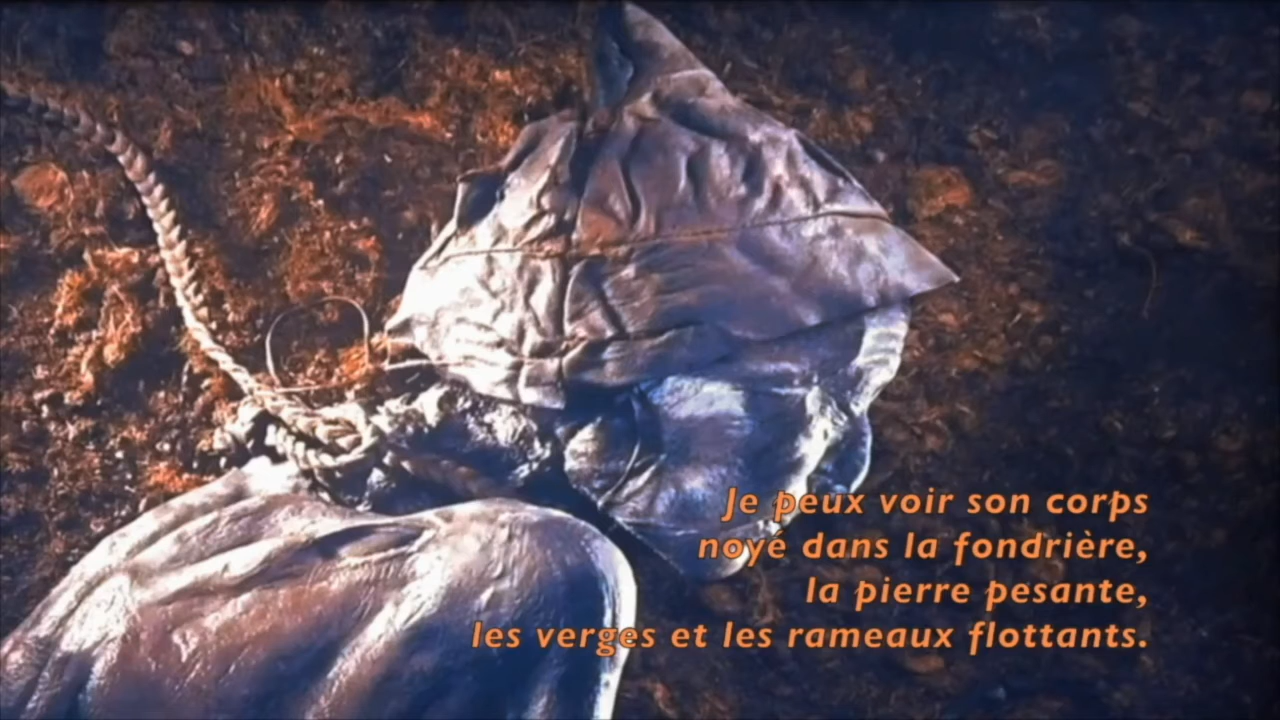 Je peux voir son corps
noyé dans la fondrière,
la pierre pesante,
les verges et les rameaux flottants.